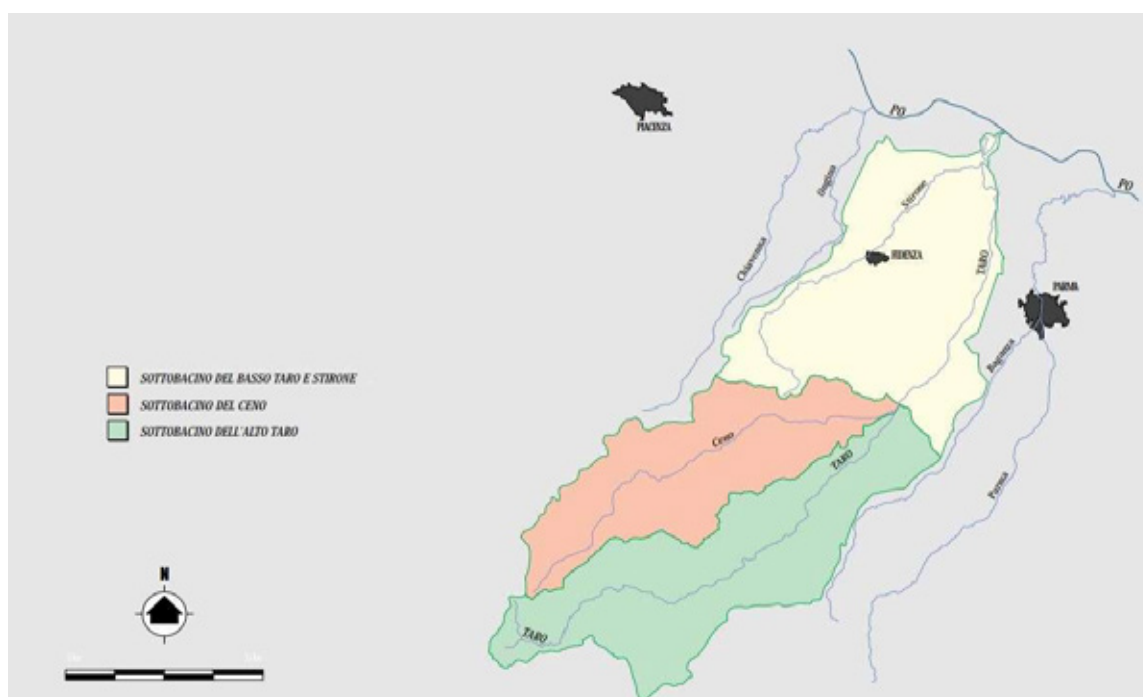 PO
PIACENZA
PO
Ongina
Stirone
Chiavenna
FIDENZA
TARO
PARMA
Baganza
SOTTOBACINO DEL BASSO TARO E STIRONE
SOTTOBACINO DEL CENO
SOTTOBACINO DELL'ALTO TARO
Ceno
TARO
Parma
N
TARO